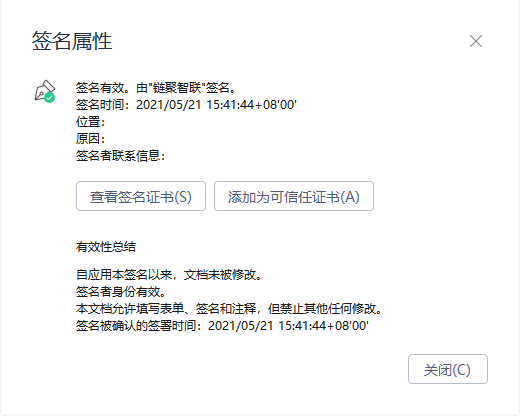 签名属性
签名有效。由"链聚智联"签名。
签名时间：2021/05/21 15:41:44+08'00'
位置：
原因：
签名者联系信息：
查看签名证书(S)
添加为可信任证书(A)
有效性总结
自应用本签名以来，文档未被修改。
签名者身份有效。
本文档允许填写表单、签名和注释，但禁止其他任何修改。
签名被确认的签署时间：2021/05/21 15:41:44+08'00'
关闭(C)